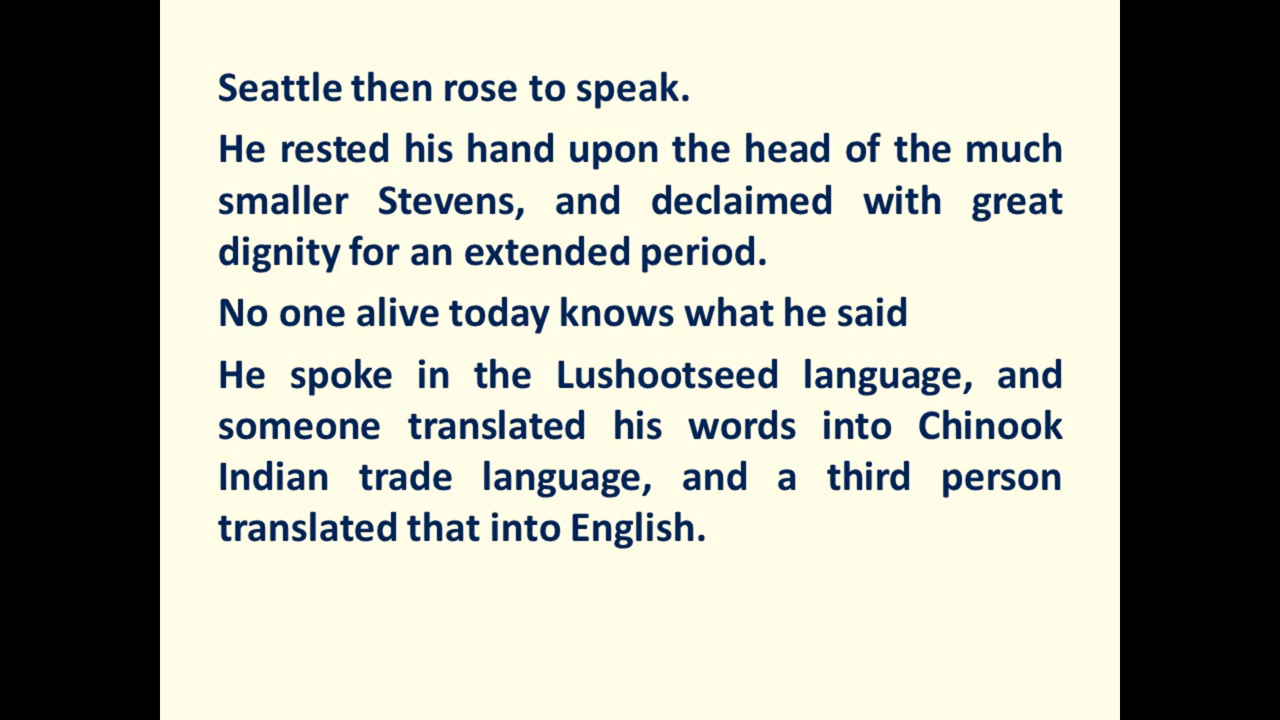 Seattle then rose to speak.
He rested his hand upon the head of the much
smaller Stevens, and declaimed with great
dignity for an extended period.
No one alive today knows what he said
He spoke in the Lushootseed language, and
someone translated his words into Chinook
Indian trade language, and a third person
translated that into English.